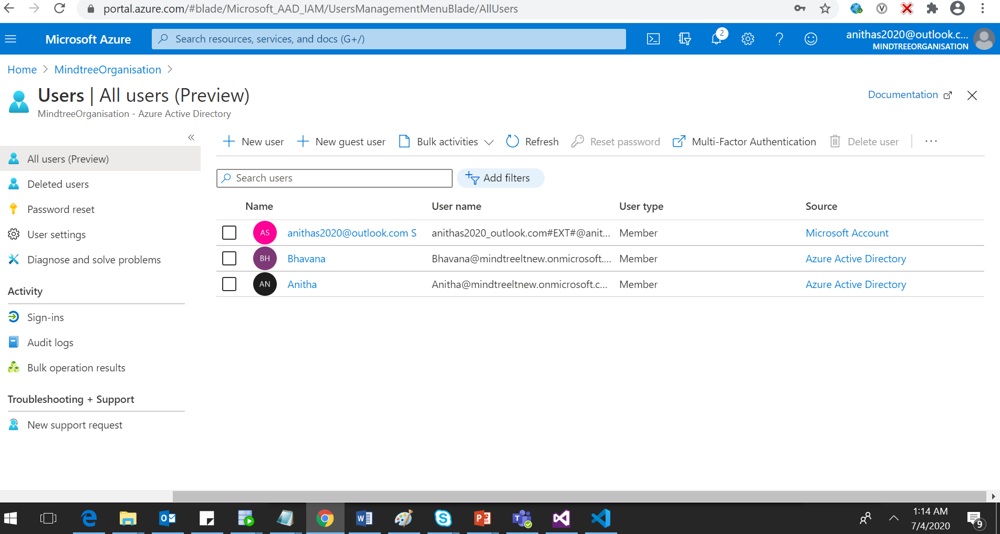 portal.azure.com/#blade/Microsoft_AAD_IAM/UsersManagementMenuBlade/AllUsers
Microsoft Azure
Search resources, services, and docs (G+/)
2
anithas2020@outlook.c...
MINDTREEORGANISATION
Home > MindtreeOrganisation >
Users | All users (Preview)
MindtreeOrganisation - Azure Active Directory
Documentation
«
New user
New guest user
Bulk activities
Refresh
Reset password
Multi-Factor Authentication
Delete user
...
All users (Preview)
Deleted users
Password reset
User settings
Diagnose and solve problems
Activity
Sign-ins
Audit logs
Bulk operation results
Troubleshooting + Support
New support request
Search users
Add filters
Name User name User type Source
AS anithas2020@outlook.com S anithas2020_outlook.com#EXT#@anit... Member Microsoft Account
BH Bhavana Bhavana@mindtreeltnew.onmicrosoft.... Member Azure Active Directory
AN Anitha Anitha@mindtreeltnew.onmicrosoft.c... Member Azure Active Directory
1:14 AM
7/4/2020
9